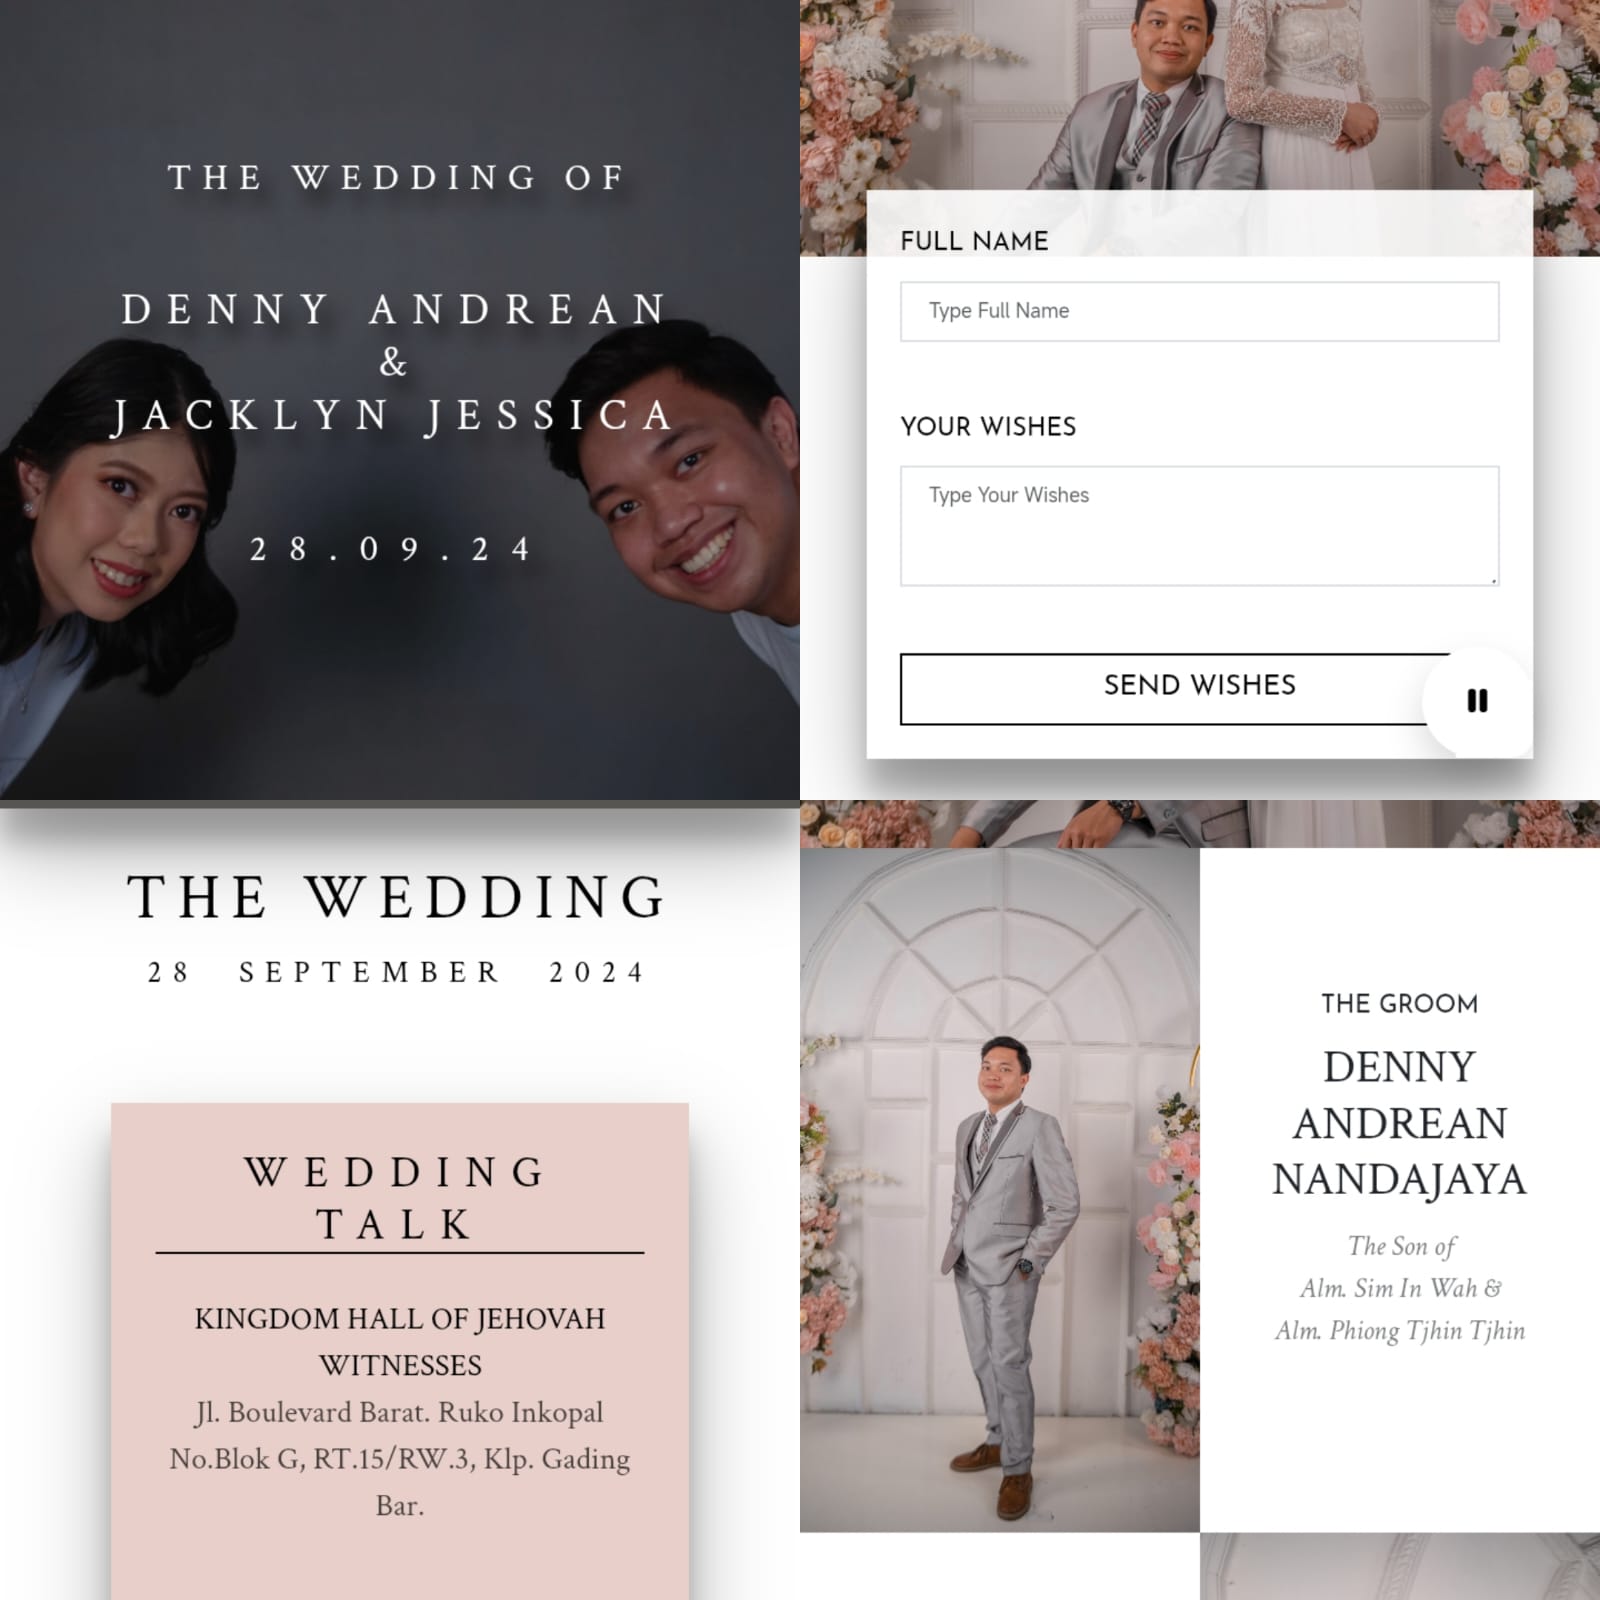 THE WEDDING OF
DENNY ANDREAN
&
JACKLYN JESSICA
28.09.24
FULL NAME
Type Full Name
YOUR WISHES
Type Your Wishes
SEND WISHES
THE WEDDING
28 SEPTEMBER 2024
WEDDING
TALK
KINGDOM HALL OF JEHOVAH
WITNESSES
Jl. Boulevard Barat. Ruko Inkopal
No.Blok G, RT.15/RW.3, Klp. Gading
Bar.
THE GROOM
DENNY
ANDREAN
NANDAJAYA
The Son of
Alm. Sim In Wah &
Alm. Phiong Tjhin Tjhin